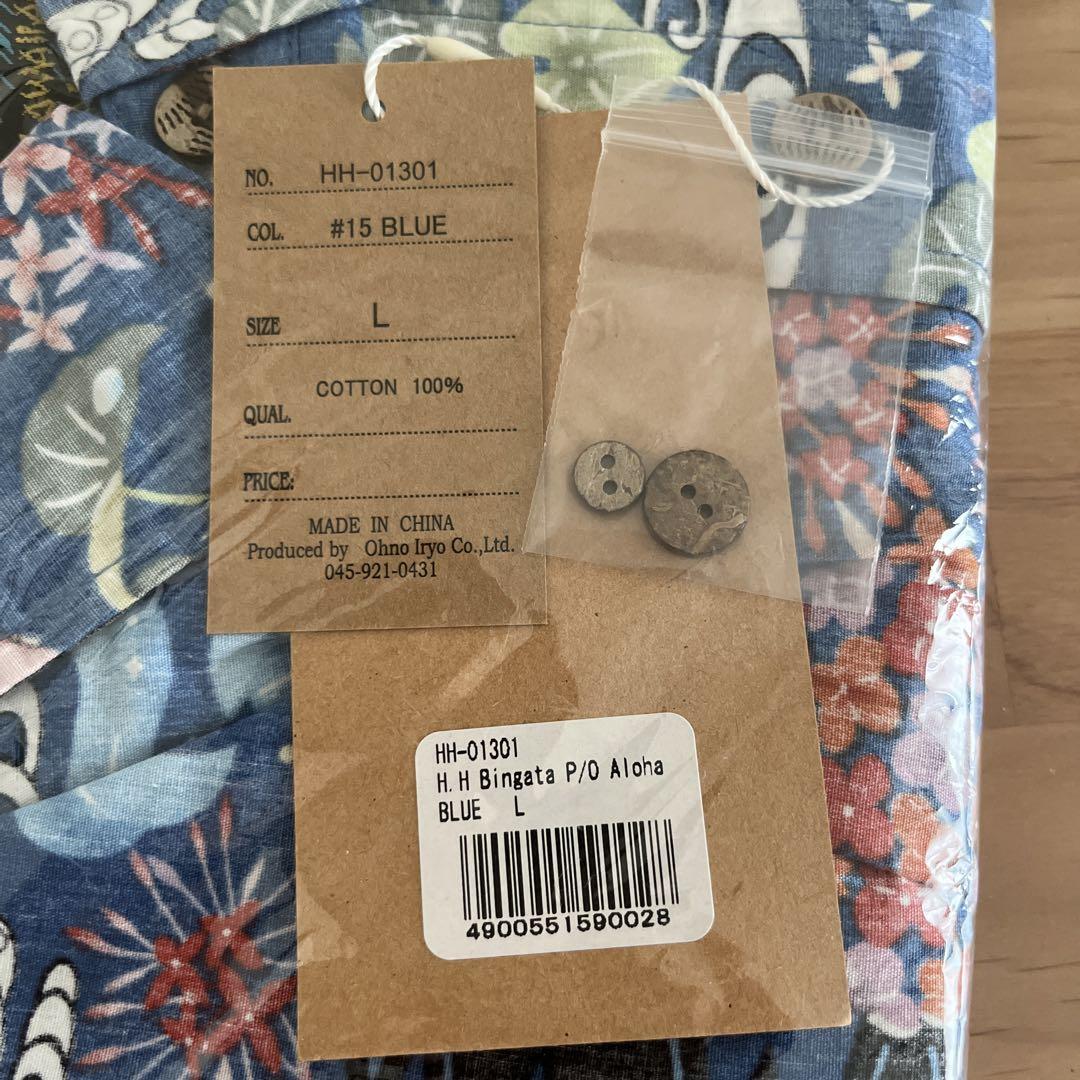 NO. HH-01301
COL. #15 BLUE
SIZE L
COTTON 100%
QUAL.
PRICE:
MADE IN CHINA
Produced by Ohno Iryo Co.,Ltd.
045-921-0431
HH-01301
H.H Bingata P/O Aloha
BLUE L
4900551590028